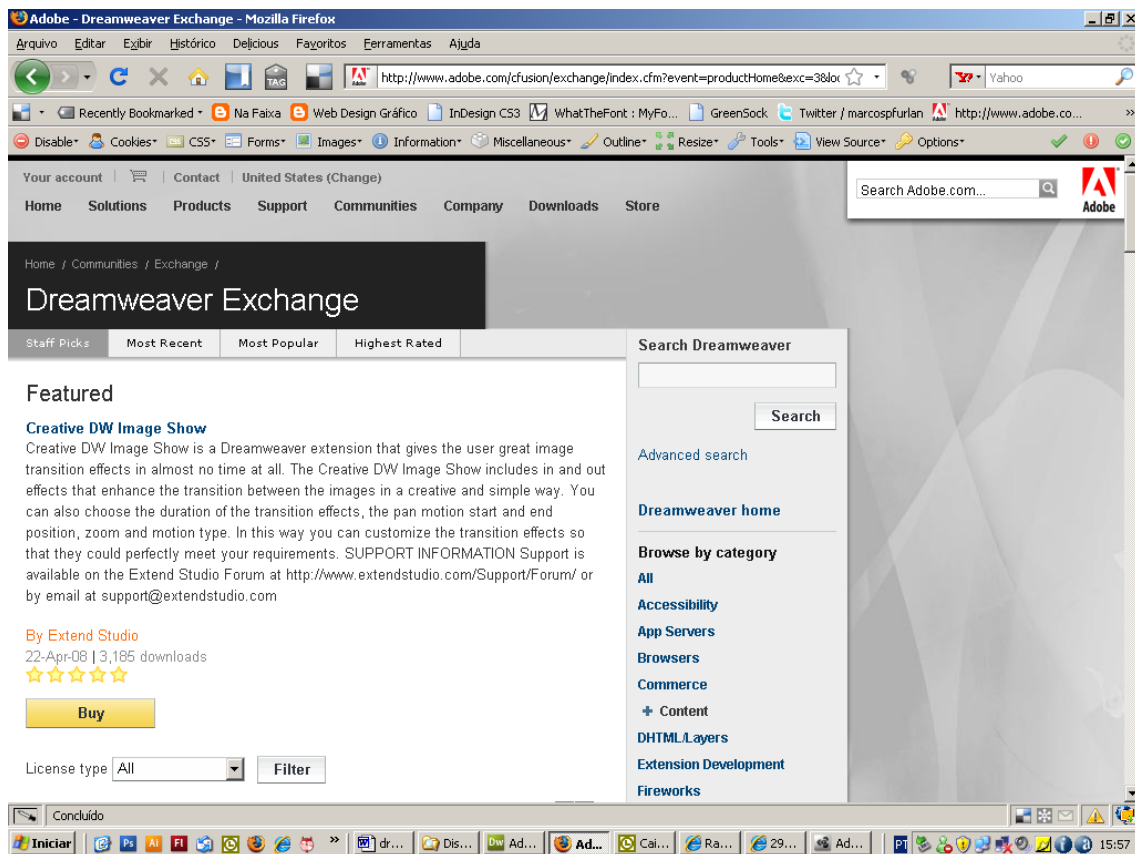 Adobe - Dreamweaver Exchange - Mozilla Firefox
Arquivo Editar Exibir Histórico Delicious Favoritos Ferramentas Ajuda
TAG http://www.adobe.com/cfusion/exchange/index.cfm?event=productHome&exc=3&loc Yahoo
Recently Bookmarked Na Faixa Web Design Gráfico InDesign CS3 WhatTheFont : MyFo... GreenSock Twitter / marcospfurlan http://www.adobe.co... »
Disable Cookies CSS Forms Images Information Miscellaneous Outline Resize Tools View Source Options
Your account | Contact | United States (Change)
Search Adobe.com...
Adobe
Home Solutions Products Support Communities Company Downloads Store
Home / Communities / Exchange /
Dreamweaver Exchange
Staff Picks Most Recent Most Popular Highest Rated
Featured
Creative DW Image Show
Creative DW Image Show is a Dreamweaver extension that gives the user great image
transition effects in almost no time at all. The Creative DW Image Show includes in and out
effects that enhance the transition between the images in a creative and simple way. You
can also choose the duration of the transition effects, the pan motion start and end
position, zoom and motion type. In this way you can customize the transition effects so
that they could perfectly meet your requirements. SUPPORT INFORMATION Support is
available on the Extend Studio Forum at http://www.extendstudio.com/Support/Forum/ or
by email at support@extendstudio.com
By Extend Studio
22-Apr-08 | 3,185 downloads
Buy
License type All Filter
Search Dreamweaver
Search
Advanced search
Dreamweaver home
Browse by category
All
Accessibility
App Servers
Browsers
Commerce
+ Content
DHTML/Layers
Extension Development
Fireworks
Concluído
Iniciar Ps Ai Fl » dr... Dis... Dw Ad... Ad... Cai... Ra... 29... Ad... PT 15:57